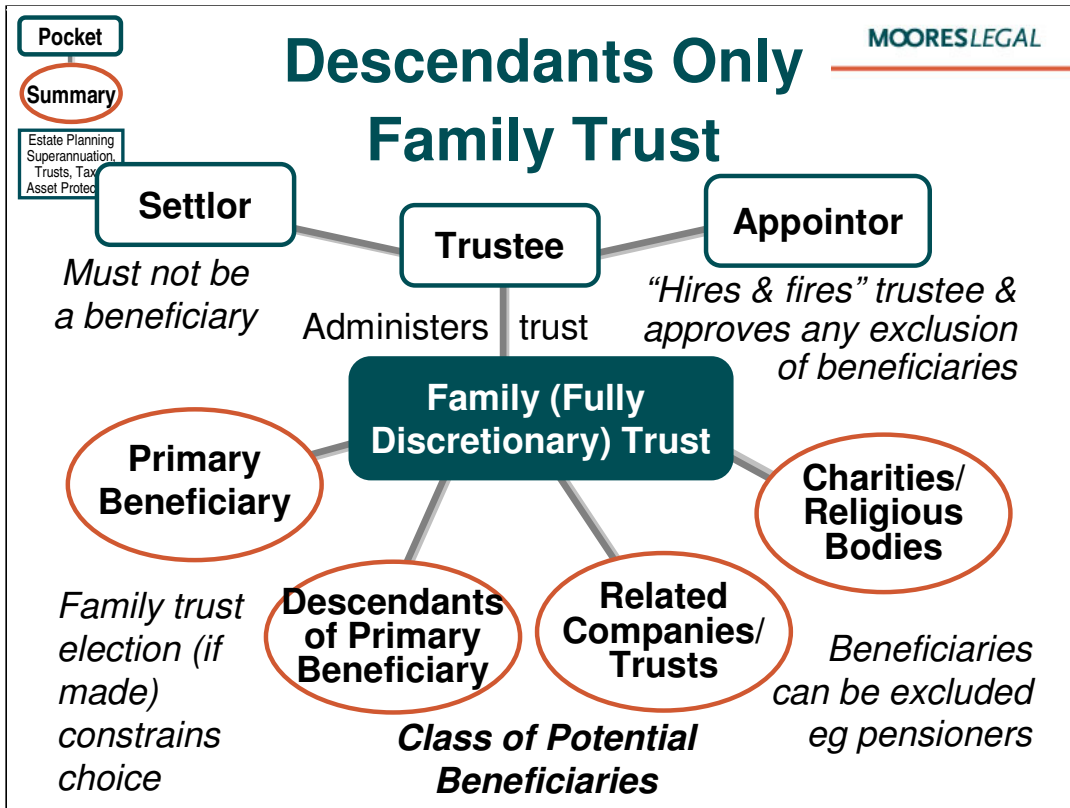 Pocket
Summary
Estate Planning
Superannuation,
Trusts, Tax
Asset Protec
MOORESLEGAL
Descendants Only
Family Trust
Settlor
Trustee
Appointor
Must not be
a beneficiary
Administers trust
“Hires & fires” trustee &
approves any exclusion
of beneficiaries
Family (Fully
Discretionary) Trust
Primary
Beneficiary
Charities/
Religious
Bodies
Descendants
of Primary
Beneficiary
Related
Companies/
Trusts
Family trust
election (if
made)
constrains
choice
Beneficiaries
can be excluded
eg pensioners
Class of Potential
Beneficiaries